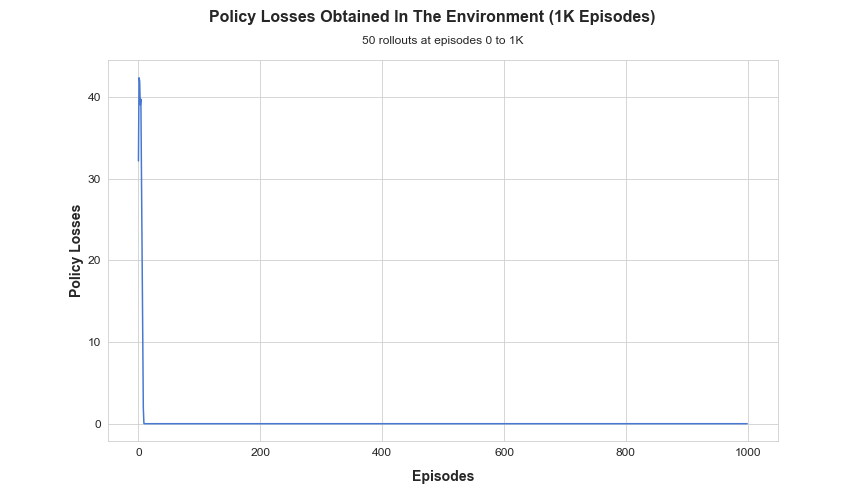 Policy Losses Obtained In The Environment (1K Episodes)
50 rollouts at episodes 0 to 1K
Policy Losses
40
30
20
10
0
0 200 400 600 800 1000
Episodes